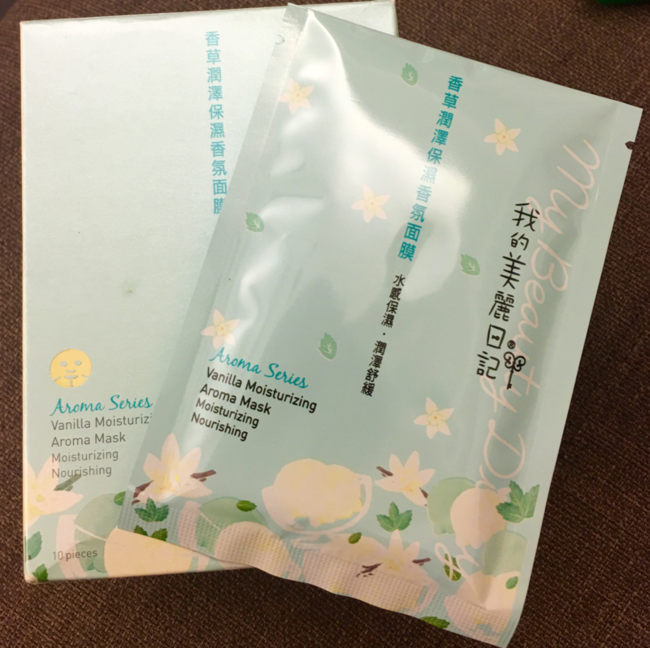 香草潤澤保濕香氛面膜
Aroma Series
Vanilla Moisturizi
Aroma Mask
Moisturizing
Nourishing
10 pieces
香草潤澤保濕香氛面膜
水感保濕・潤澤舒緩
我的美麗日記
My Beauty Di
Aroma Series
Vanilla Moisturizing
Aroma Mask
Moisturizing
Nourishing